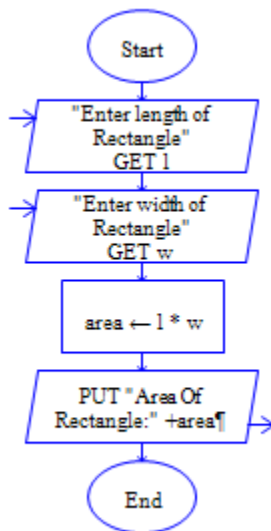 Start
"Enter length of
Rectangle"
GET l
"Enter width of
Rectangle"
GET w
area ← l * w
PUT "Area Of
Rectangle:" +area¶
End